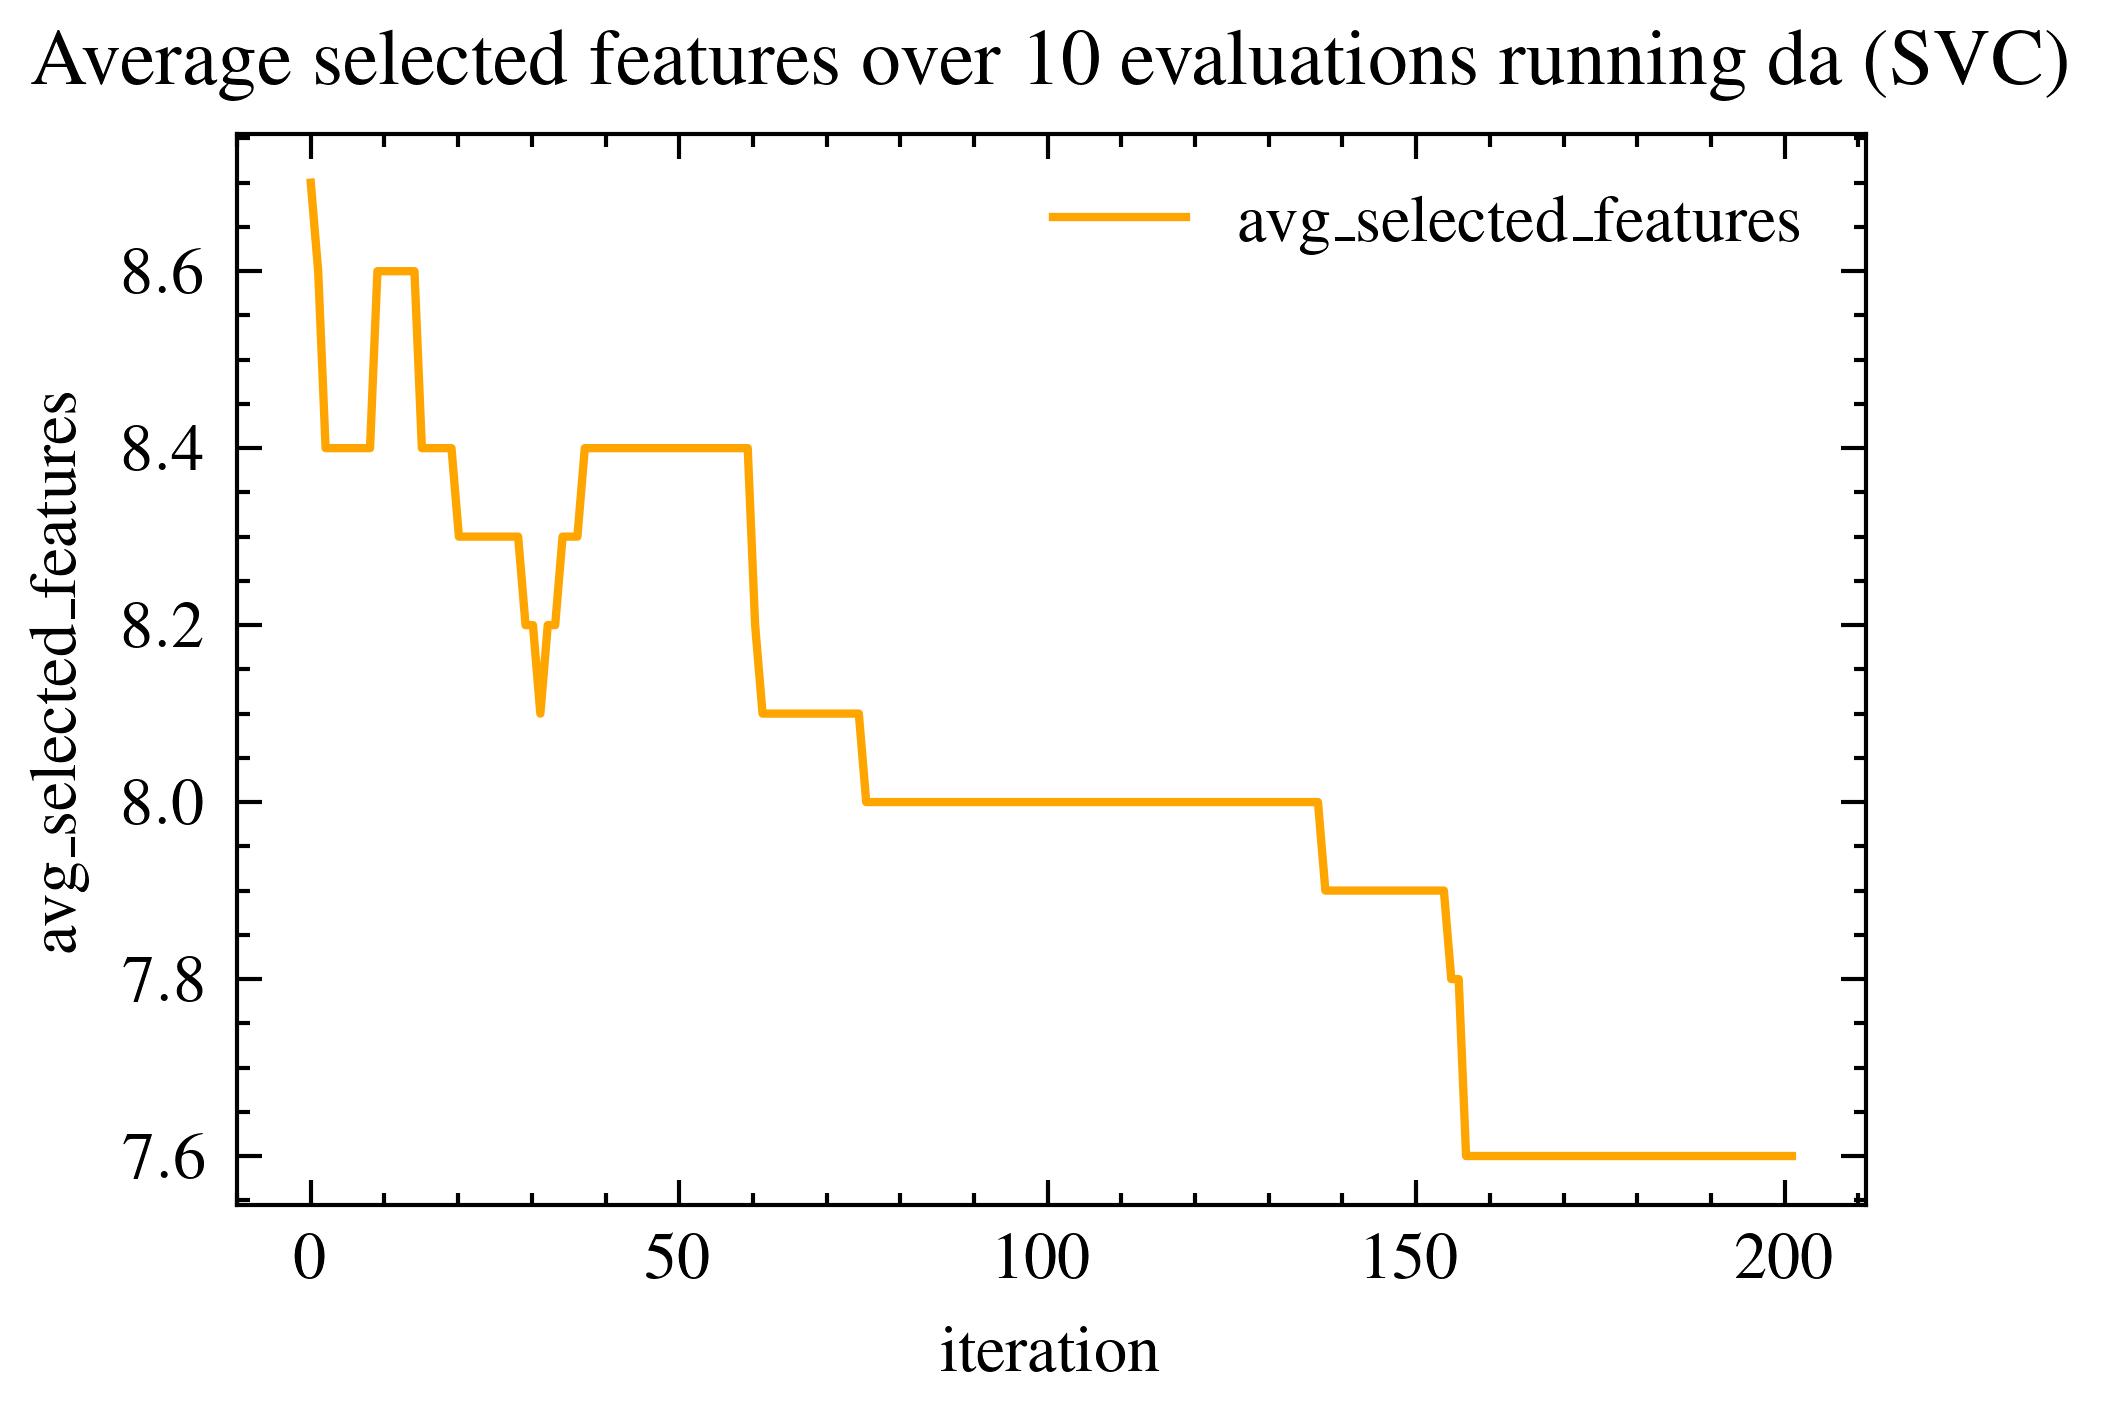 Average selected features over 10 evaluations running da (SVC)
avg_selected_features
avg_selected_features
8.6
8.4
8.2
8.0
7.8
7.6
0 50 100 150 200
iteration